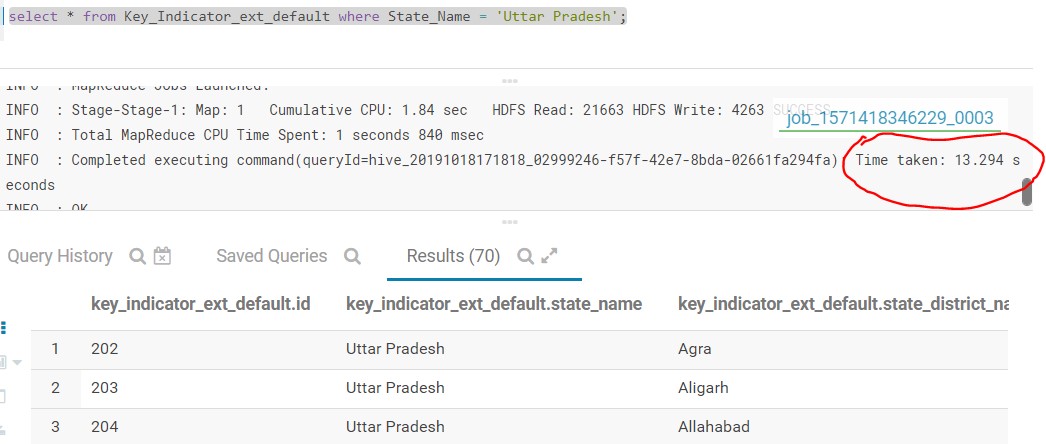 select * from Key_Indicator_ext_default where State_Name = 'Uttar Pradesh';
INFO : MapReduce Jobs Launched:
INFO : Stage-Stage-1: Map: 1 Cumulative CPU: 1.84 sec HDFS Read: 21663 HDFS Write: 4263 SUCCESS
job_1571418346229_0003
INFO : Total MapReduce CPU Time Spent: 1 seconds 840 msec
INFO : Completed executing command(queryId=hive_20191018171818_02999246-f57f-42e7-8bda-02661fa294fa) Time taken: 13.294 s
econds
INFO : OK
Query History Saved Queries Results (70)
key_indicator_ext_default.id key_indicator_ext_default.state_name key_indicator_ext_default.state_district_na
1 202 Uttar Pradesh Agra
2 203 Uttar Pradesh Aligarh
3 204 Uttar Pradesh Allahabad